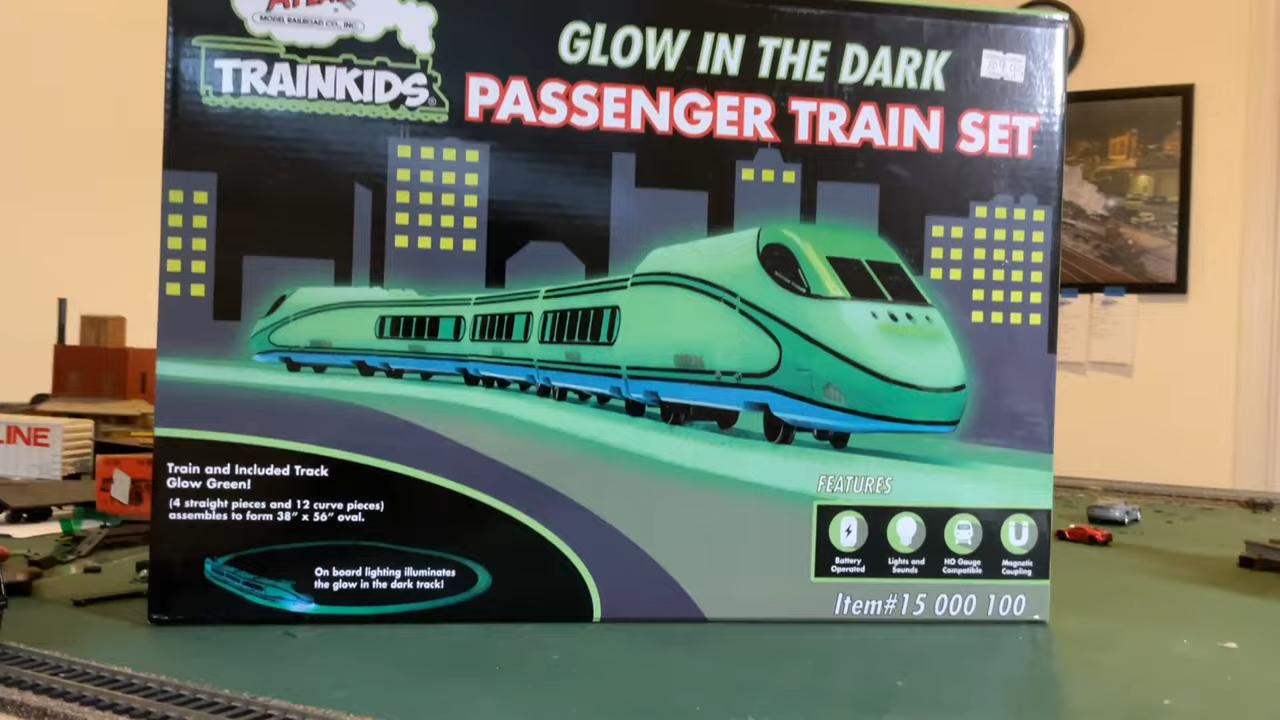 MODEL RAILROAD CO., INC.
TRAINKIDS
GLOW IN THE DARK
PASSENGER TRAIN SET
LINE
Train and Included Track
Glow Green!
(4 straight pieces and 12 curve pieces)
assembles to form 38" x 56" oval.
On board lighting illuminates
the glow in the dark track!
FEATURES
Battery
Operated
Lights and
Sounds
HO Gauge
Compatible
Magnetic
Coupling
Item#15 000 100